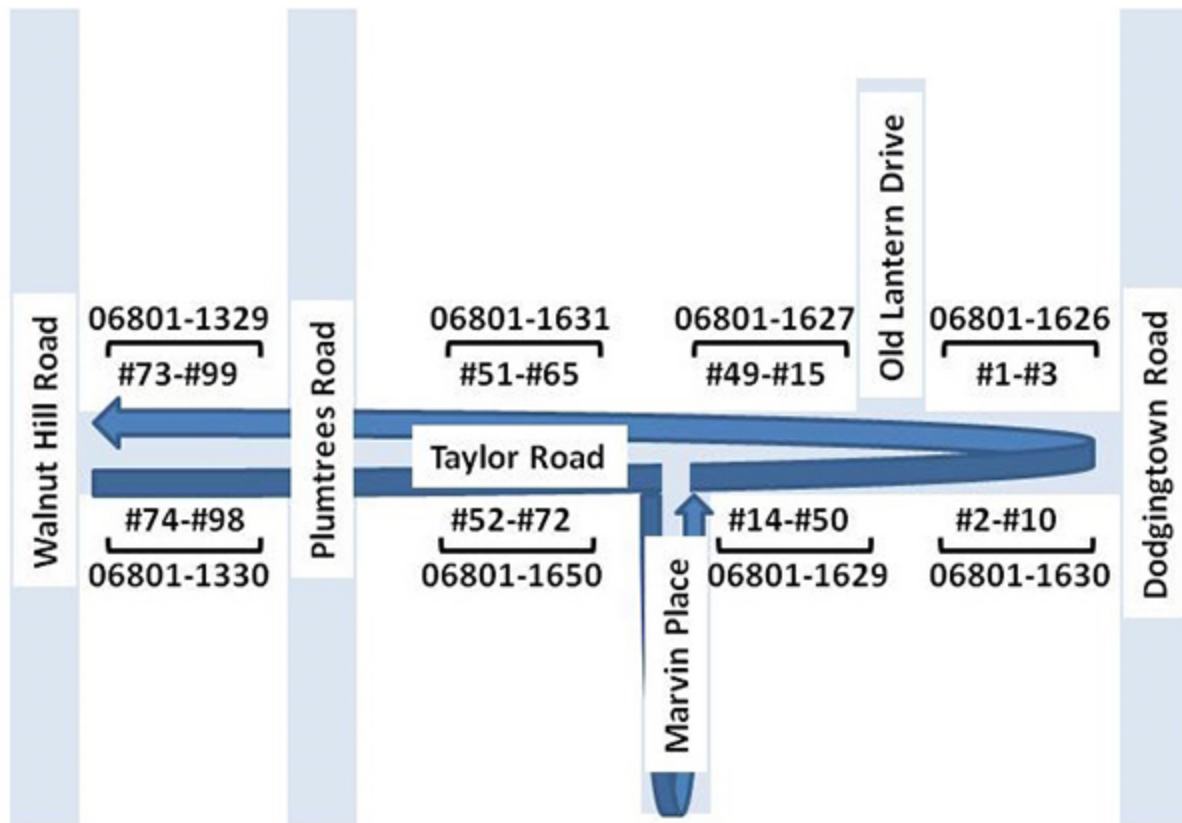 Walnut Hill Road
Plumtrees Road
Old Lantern Drive
Dodgingtown Road
06801-1329
06801-1631
06801-1627
06801-1626
#73-#99
#51-#65
#49-#15
#1-#3
Taylor Road
#74-#98
#52-#72
#14-#50
#2-#10
06801-1330
06801-1650
06801-1629
06801-1630
Marvin Place